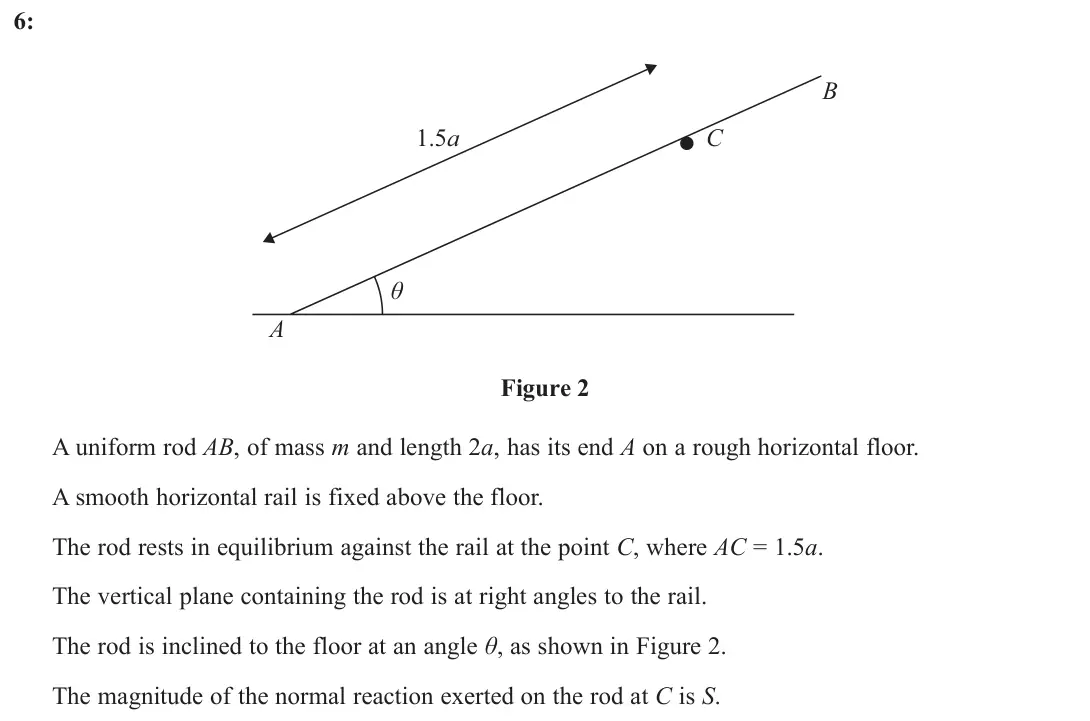 6:
B
1.5a
C
θ
A
Figure 2
A uniform rod AB, of mass m and length 2a, has its end A on a rough horizontal floor.
A smooth horizontal rail is fixed above the floor.
The rod rests in equilibrium against the rail at the point C, where AC = 1.5a.
The vertical plane containing the rod is at right angles to the rail.
The rod is inclined to the floor at an angle θ, as shown in Figure 2.
The magnitude of the normal reaction exerted on the rod at C is S.